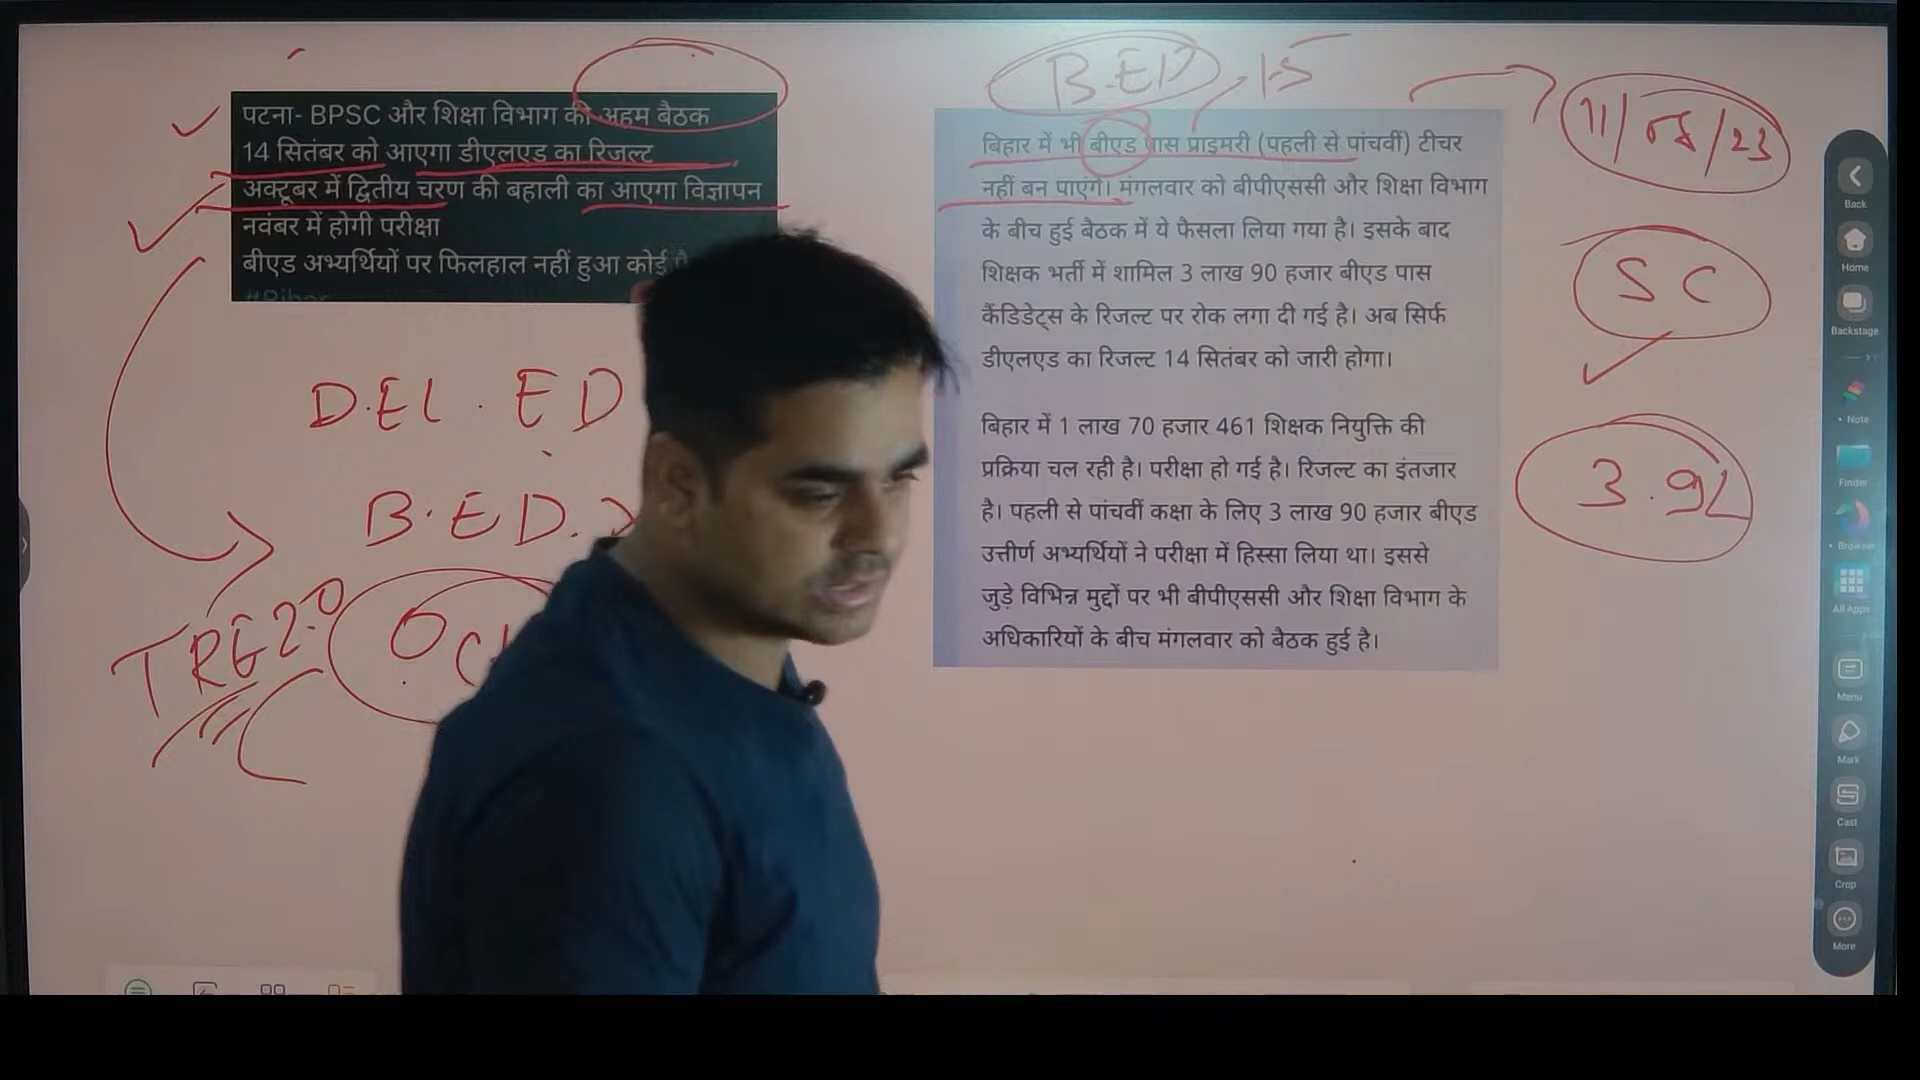 पटना- BPSC और शिक्षा विभाग की अहम बैठक
14 सितंबर को आएगा डीएलएड का रिजल्ट
अक्टूबर में द्वितीय चरण की बहाली का आएगा विज्ञापन
नवंबर में होगी परीक्षा
बीएड अभ्यर्थियों पर फिलहाल नहीं हुआ कोई
D.EL. ED
B.ED.
TRE 2.0
B.ED
1-5
बिहार में भी बीएड पास प्राइमरी (पहली से पांचवीं) टीचर
नहीं बन पाएंगे। मंगलवार को बीपीएससी और शिक्षा विभाग
के बीच हुई बैठक में ये फैसला लिया गया है। इसके बाद
शिक्षक भर्ती में शामिल 3 लाख 90 हजार बीएड पास
कैंडिडेट्स के रिजल्ट पर रोक लगा दी गई है। अब सिर्फ
डीएलएड का रिजल्ट 14 सितंबर को जारी होगा।
बिहार में 1 लाख 70 हजार 461 शिक्षक नियुक्ति की
प्रक्रिया चल रही है। परीक्षा हो गई है। रिजल्ट का इंतजार
है। पहली से पांचवीं कक्षा के लिए 3 लाख 90 हजार बीएड
उत्तीर्ण अभ्यर्थियों ने परीक्षा में हिस्सा लिया था। इससे
जुड़े विभिन्न मुद्दों पर भी बीपीएससी और शिक्षा विभाग के
अधिकारियों के बीच मंगलवार को बैठक हुई है।
SC
3.9L
Back
Home
Backstage
Note
Finder
Browser
All Apps
Menu
Mark
Cast
Crop
More